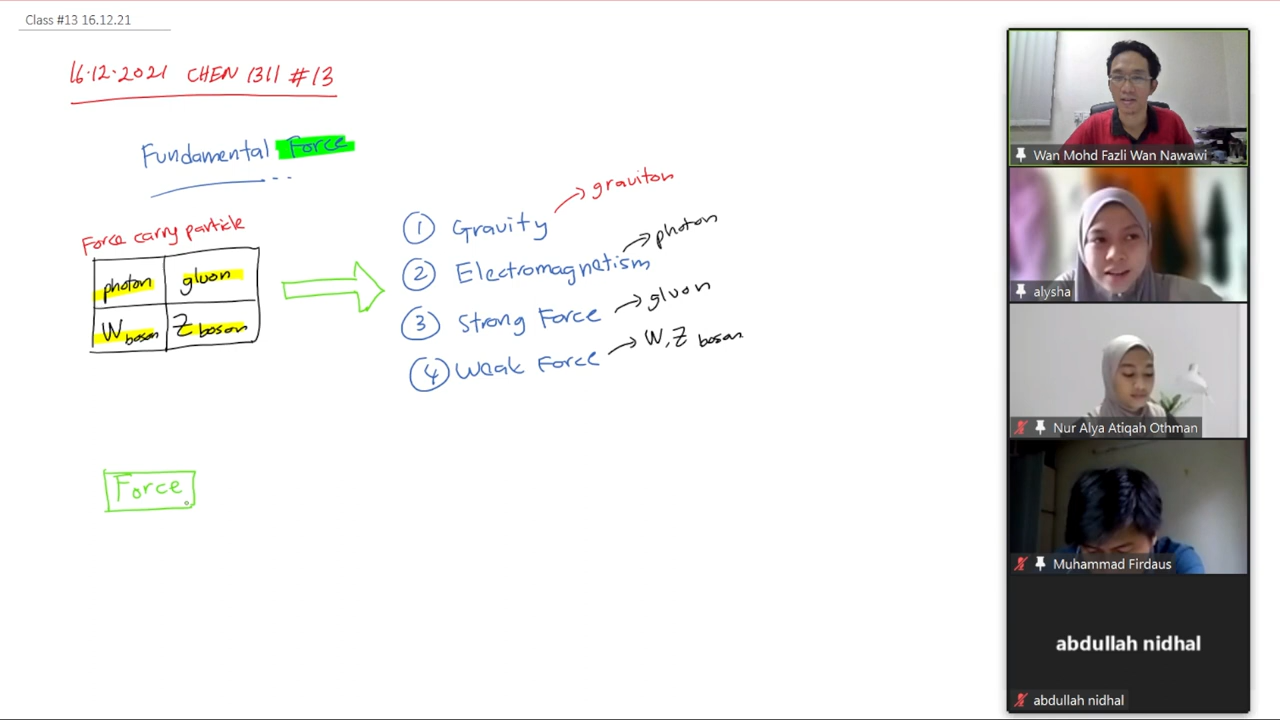 Class #13 16.12.21
16.12.2021 CHEN 1311 #13
Fundamental Force
Force carry particle
photon gluon
W boson Z boson
① Gravity → graviton
② Electromagnetism → photon
③ Strong Force → gluon
④ Weak Force → W, Z boson
Force
Wan Mohd Fazli Wan Nawawi
alysha
Nur Alya Atiqah Othman
Muhammad Firdaus
abdullah nidhal
abdullah nidhal